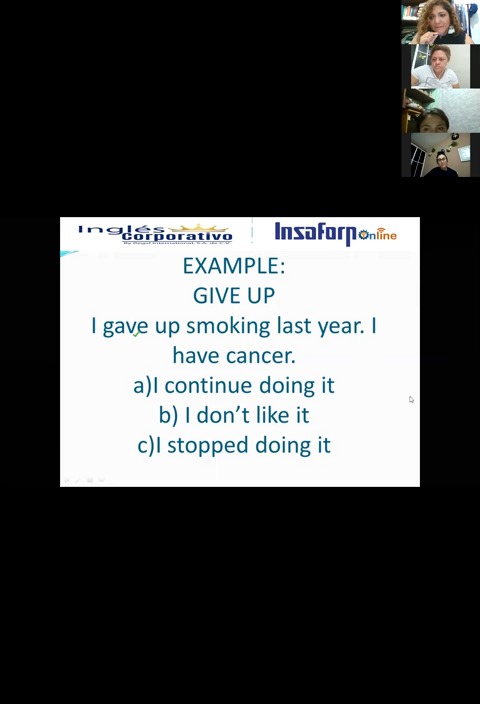 Inglés
Corporativo
Insaforp Online
EXAMPLE:
GIVE UP
I gave up smoking last year. I
have cancer.
a)I continue doing it
b) I don't like it
c)I stopped doing it